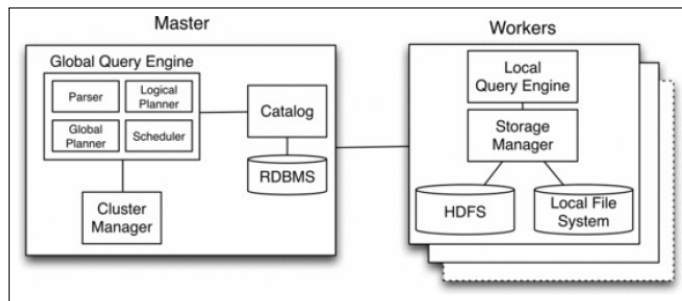 Master
Workers
Global Query Engine
Parser
Logical
Planner
Global
Planner
Scheduler
Catalog
RDBMS
Cluster
Manager
Local
Query Engine
Storage
Manager
HDFS
Local File
System